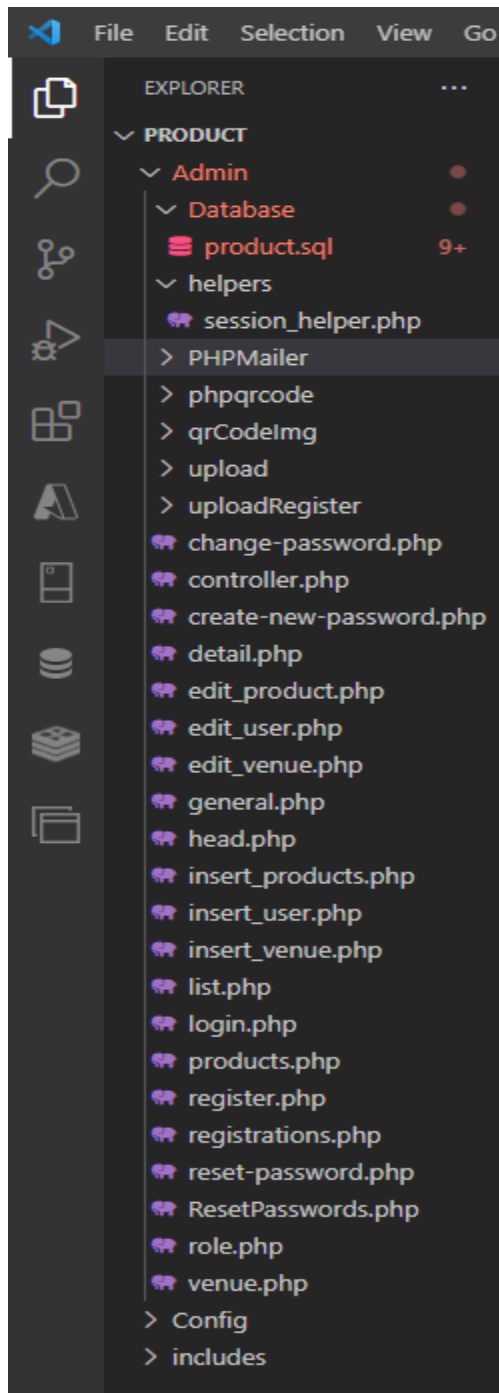 File Edit Selection View Go
EXPLORER ...
PRODUCT
Admin
Database
product.sql 9+
helpers
session_helper.php
PHPMailer
phpqrcode
qrCodeImg
upload
uploadRegister
change-password.php
controller.php
create-new-password.php
detail.php
edit_product.php
edit_user.php
edit_venue.php
general.php
head.php
insert_products.php
insert_user.php
insert_venue.php
list.php
login.php
products.php
register.php
registrations.php
reset-password.php
ResetPasswords.php
role.php
venue.php
Config
includes